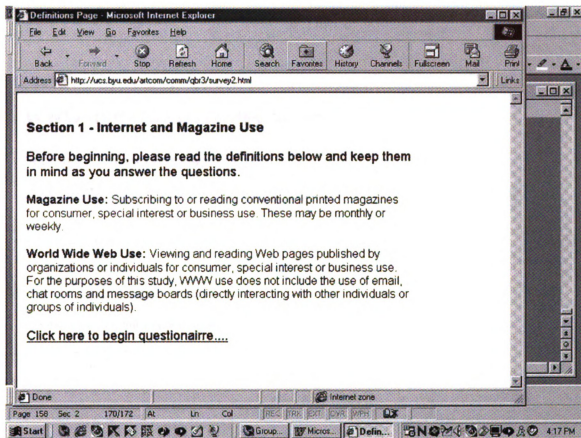 Definitions Page - Microsoft Internet Explorer
File Edit View Go Favorites Help
Back Forward Stop Refresh Home Search Favorites History Channels Fullscreen Mail Print
Address http://ucs.byu.edu/artcom/comm/qbr3/survey2.html Links
Section 1 - Internet and Magazine Use
Before beginning, please read the definitions below and keep them
in mind as you answer the questions.
Magazine Use: Subscribing to or reading conventional printed magazines
for consumer, special interest or business use. These may be monthly or
weekly.
World Wide Web Use: Viewing and reading Web pages published by
organizations or individuals for consumer, special interest or business use.
For the purposes of this study, WWW use does not include the use of email,
chat rooms and message boards (directly interacting with other individuals or
groups of individuals).
Click here to begin questionairre....
Done Internet zone
Page 158 Sec 2 170/172 At Ln Col REC TRK EXT OVR WPH
Start Group... Micros... Defin... 4:17 PM